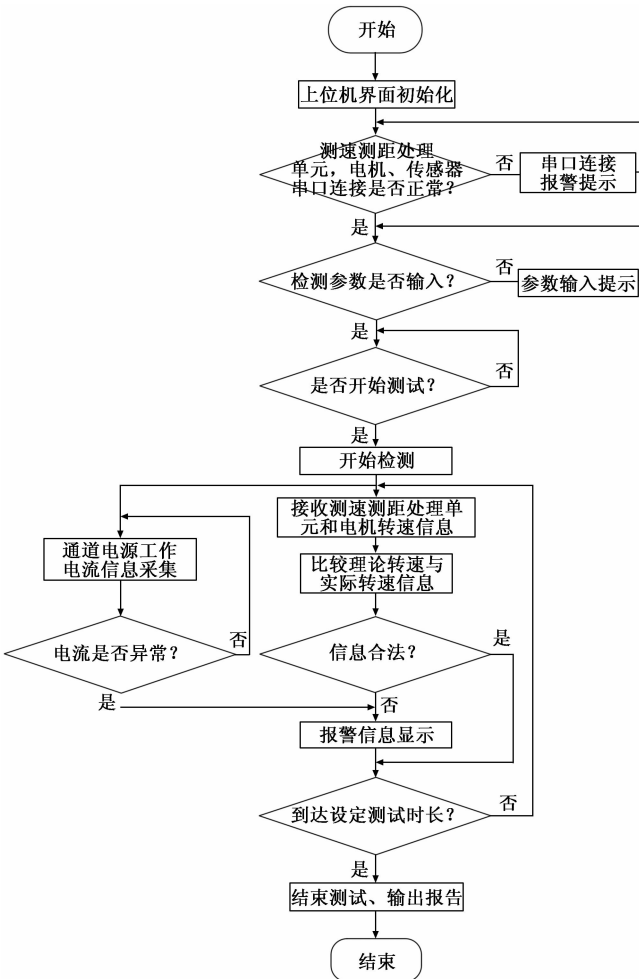 开始
上位机界面初始化
测速测距处理
单元，电机、传感器
串口连接是否正常？
否
串口连接
报警提示
是
检测参数是否输入？
否
参数输入提示
是
是否开始测试？
否
是
开始检测
接收测速测距处理单
元和电机转速信息
通道电源工作
电流信息采集
比较理论转速与
实际转速信息
电流是否异常？
否
信息合法？
是
是
否
报警信息显示
到达设定测试时长？
否
是
结束测试、输出报告
结束